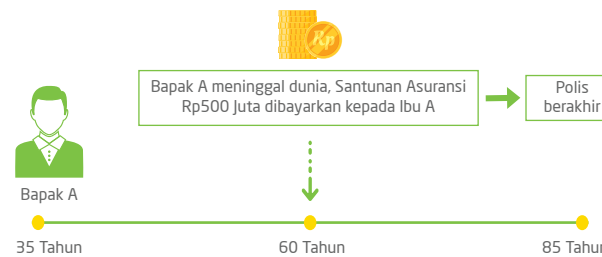 Rp
Bapak A meninggal dunia, Santunan Asuransi
Rp500 Juta dibayarkan kepada Ibu A
Polis
berakhir
Bapak A
35 Tahun
60 Tahun
85 Tahun